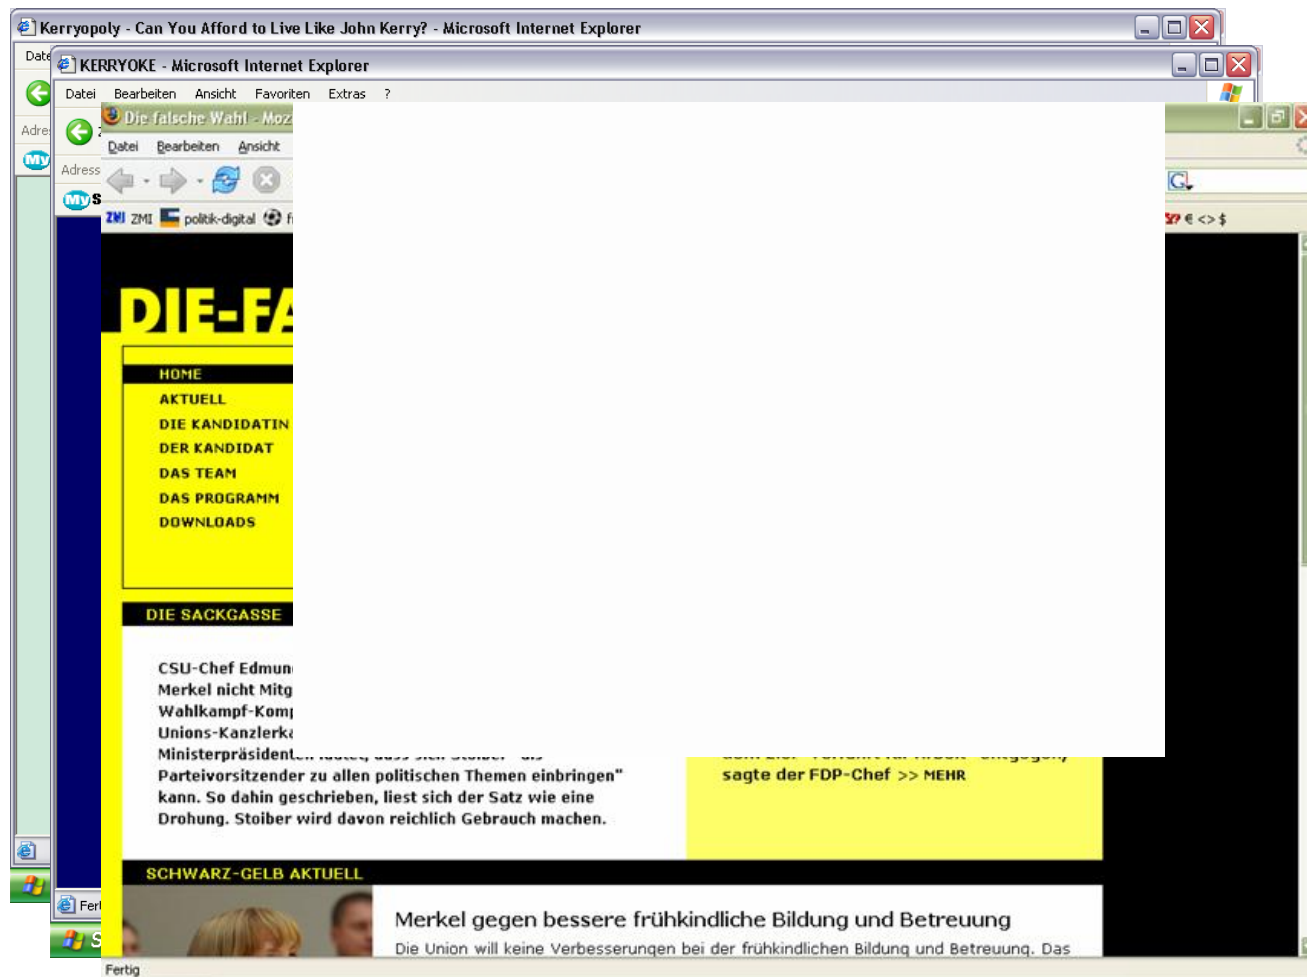 Kerryopoly - Can You Afford to Live Like John Kerry? - Microsoft Internet Explorer
KERRYOKE - Microsoft Internet Explorer
Datei Bearbeiten Ansicht Favoriten Extras ?
Die falsche Wahl - Moz
Datei Bearbeiten Ansicht
Adress
ZMI politik-digital
€ <> $
DIE-FA
HOME
AKTUELL
DIE KANDIDATIN
DER KANDIDAT
DAS TEAM
DAS PROGRAMM
DOWNLOADS
DIE SACKGASSE
CSU-Chef Edmun
Merkel nicht Mitg
Wahlkampf-Komp
Unions-Kanzlerka
Ministerpräsidenten
Parteivorsitzender zu allen politischen Themen einbringen"
kann. So dahin geschrieben, liest sich der Satz wie eine
Drohung. Stoiber wird davon reichlich Gebrauch machen.
sagte der FDP-Chef >> MEHR
SCHWARZ-GELB AKTUELL
Merkel gegen bessere frühkindliche Bildung und Betreuung
Die Union will keine Verbesserungen bei der frühkindlichen Bildung und Betreuung. Das
Fertig